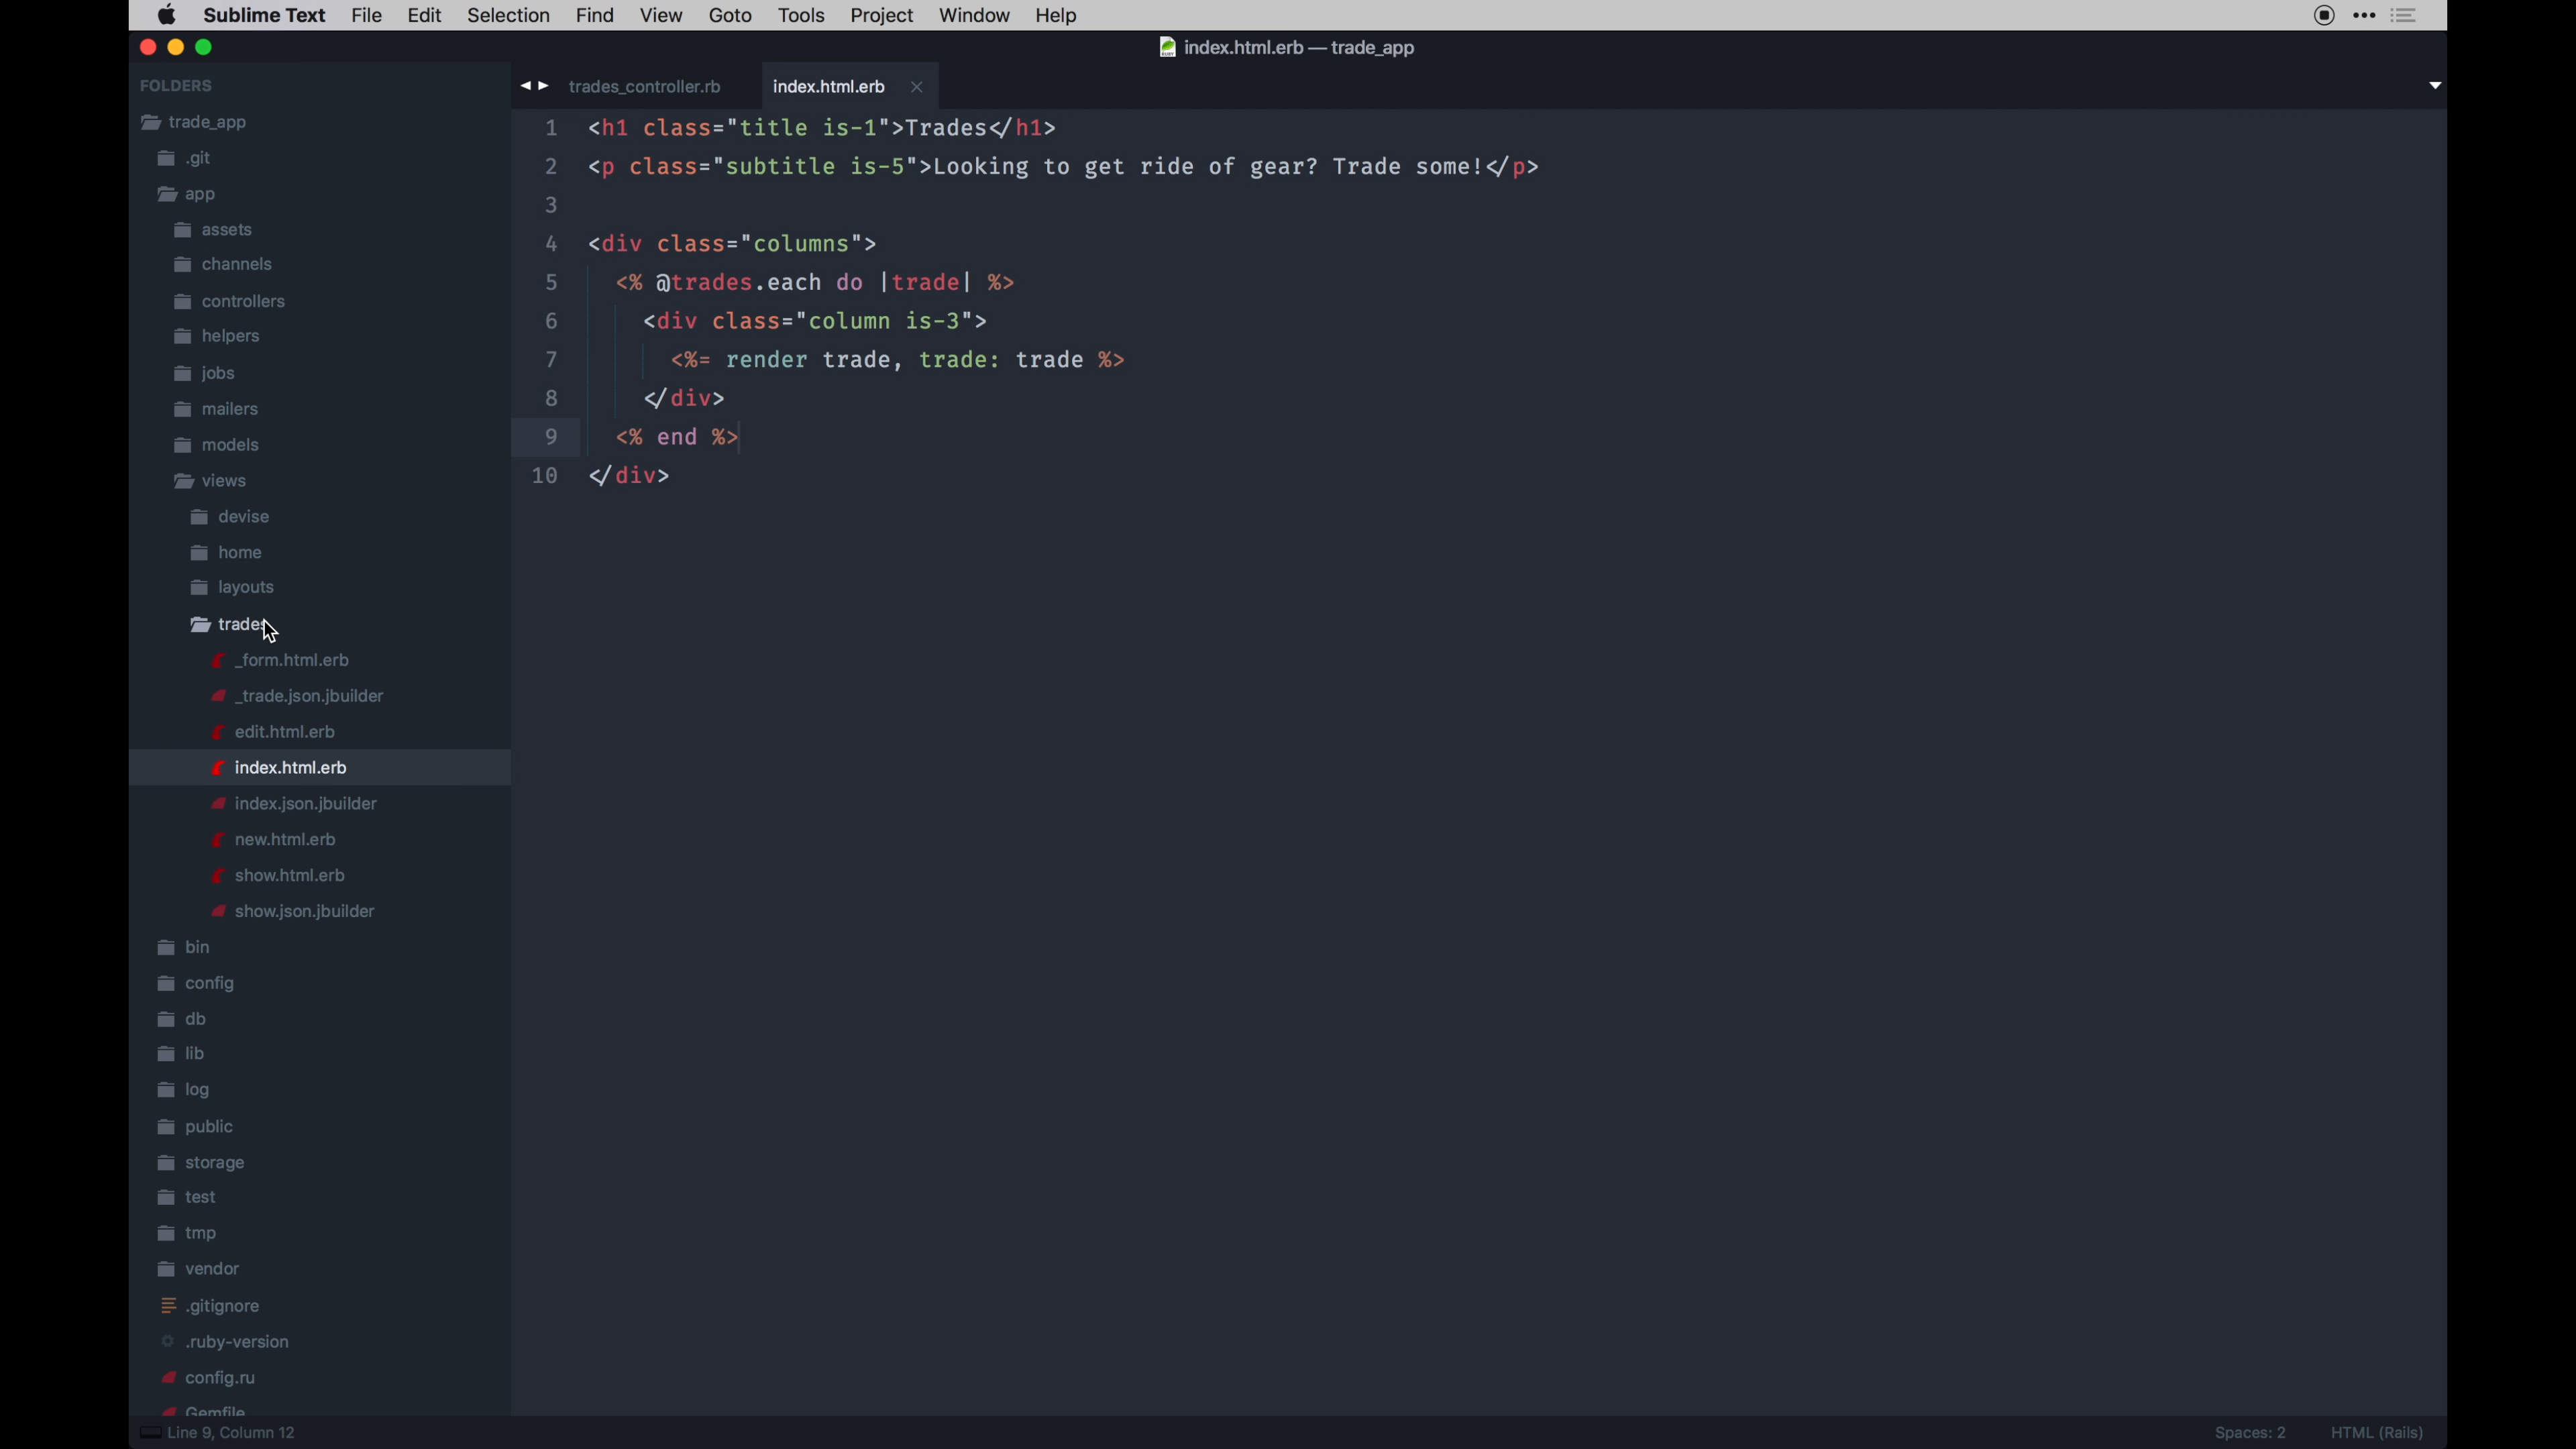 Sublime Text File Edit Selection Find View Goto Tools Project Window Help
index.html.erb — trade_app
FOLDERS
trade_app
.git
app
assets
channels
controllers
helpers
jobs
mailers
models
views
devise
home
layouts
trades
_form.html.erb
_trade.json.jbuilder
edit.html.erb
index.html.erb
index.json.jbuilder
new.html.erb
show.html.erb
show.json.jbuilder
bin
config
db
lib
log
public
storage
test
tmp
vendor
.gitignore
.ruby-version
config.ru
Gemfile
trades_controller.rb index.html.erb
1 <h1 class="title is-1">Trades</h1>
2 <p class="subtitle is-5">Looking to get ride of gear? Trade some!</p>
3
4 <div class="columns">
5 <% @trades.each do |trade| %>
6 <div class="column is-3">
7 <%= render trade, trade: trade %>
8 </div>
9 <% end %>
10 </div>
Line 9, Column 12 Spaces: 2 HTML (Rails)